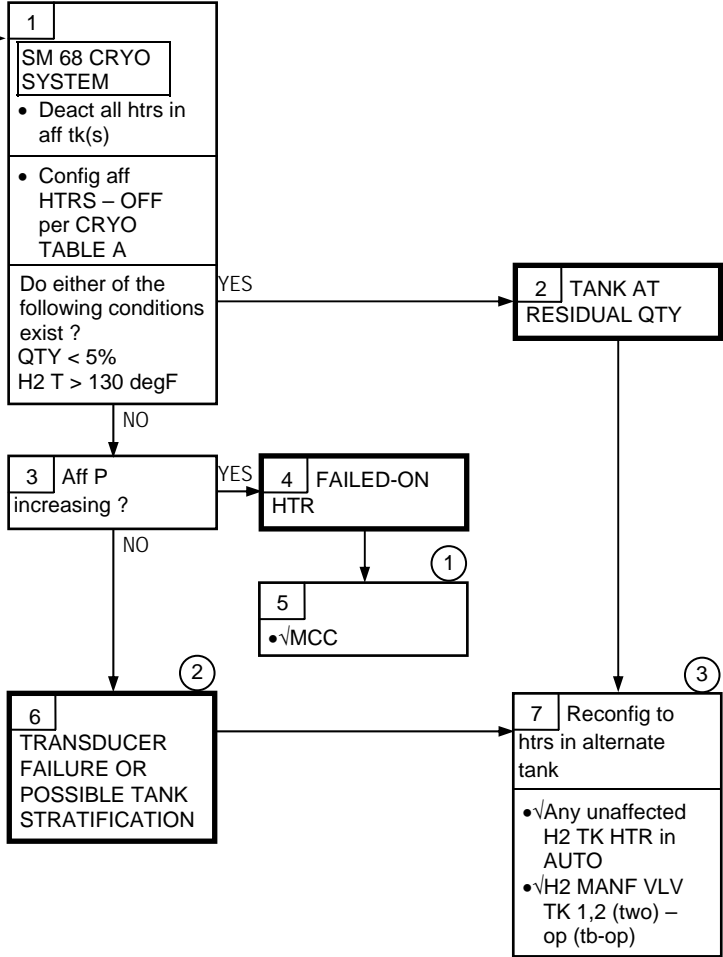 1
SM 68 CRYO
SYSTEM
• Deact all htrs in
aff tk(s)
• Config aff
HTRS – OFF
per CRYO
TABLE A
Do either of the
following conditions
exist ?
QTY < 5%
H2 T > 130 degF
YES
NO
2 TANK AT
RESIDUAL QTY
3 Aff P
increasing ?
YES
NO
4 FAILED-ON
HTR
1
5
•√MCC
2
6
TRANSDUCER
FAILURE OR
POSSIBLE TANK
STRATIFICATION
3
7 Reconfig to
htrs in alternate
tank
•√Any unaffected
H2 TK HTR in
AUTO
•√H2 MANF VLV
TK 1,2 (two) –
op (tb-op)